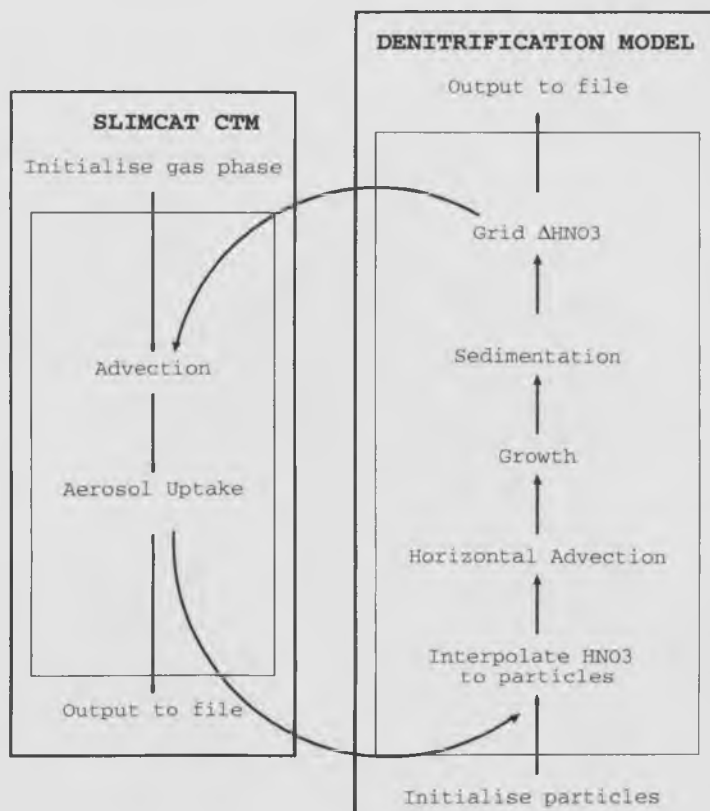 SLIMCAT CTM
Initialise gas phase
Advection
Aerosol Uptake
Output to file
DENITRIFICATION MODEL
Output to file
Grid ΔHNO3
Sedimentation
Growth
Horizontal Advection
Interpolate HNO3
to particles
Initialise particles